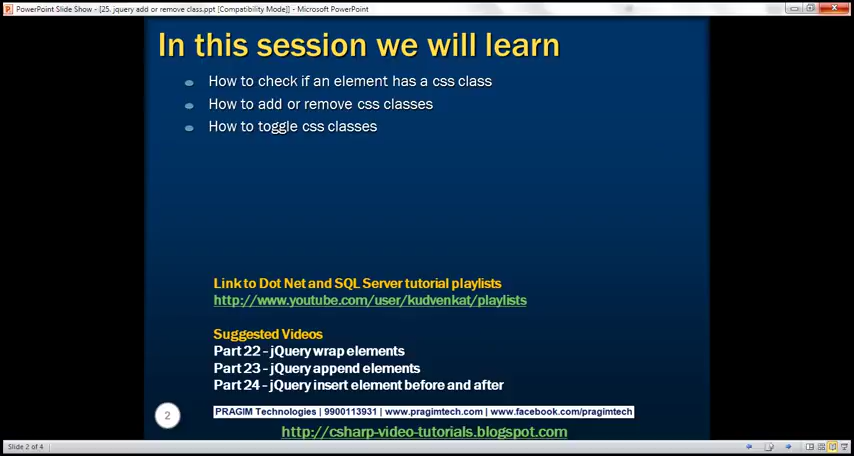 PowerPoint Slide Show - [25. jquery add or remove class.ppt [Compatibility Mode]] - Microsoft PowerPoint
In this session we will learn
How to check if an element has a css class
How to add or remove css classes
How to toggle css classes
Link to Dot Net and SQL Server tutorial playlists
http://www.youtube.com/user/kudvenkat/playlists
Suggested Videos
Part 22 - jQuery wrap elements
Part 23 - jQuery append elements
Part 24 - jQuery insert element before and after
2
PRAGIM Technologies | 9900113931 | www.pragimtech.com | www.facebook.com/pragimtech
http://csharp-video-tutorials.blogspot.com
Slide 2 of 4